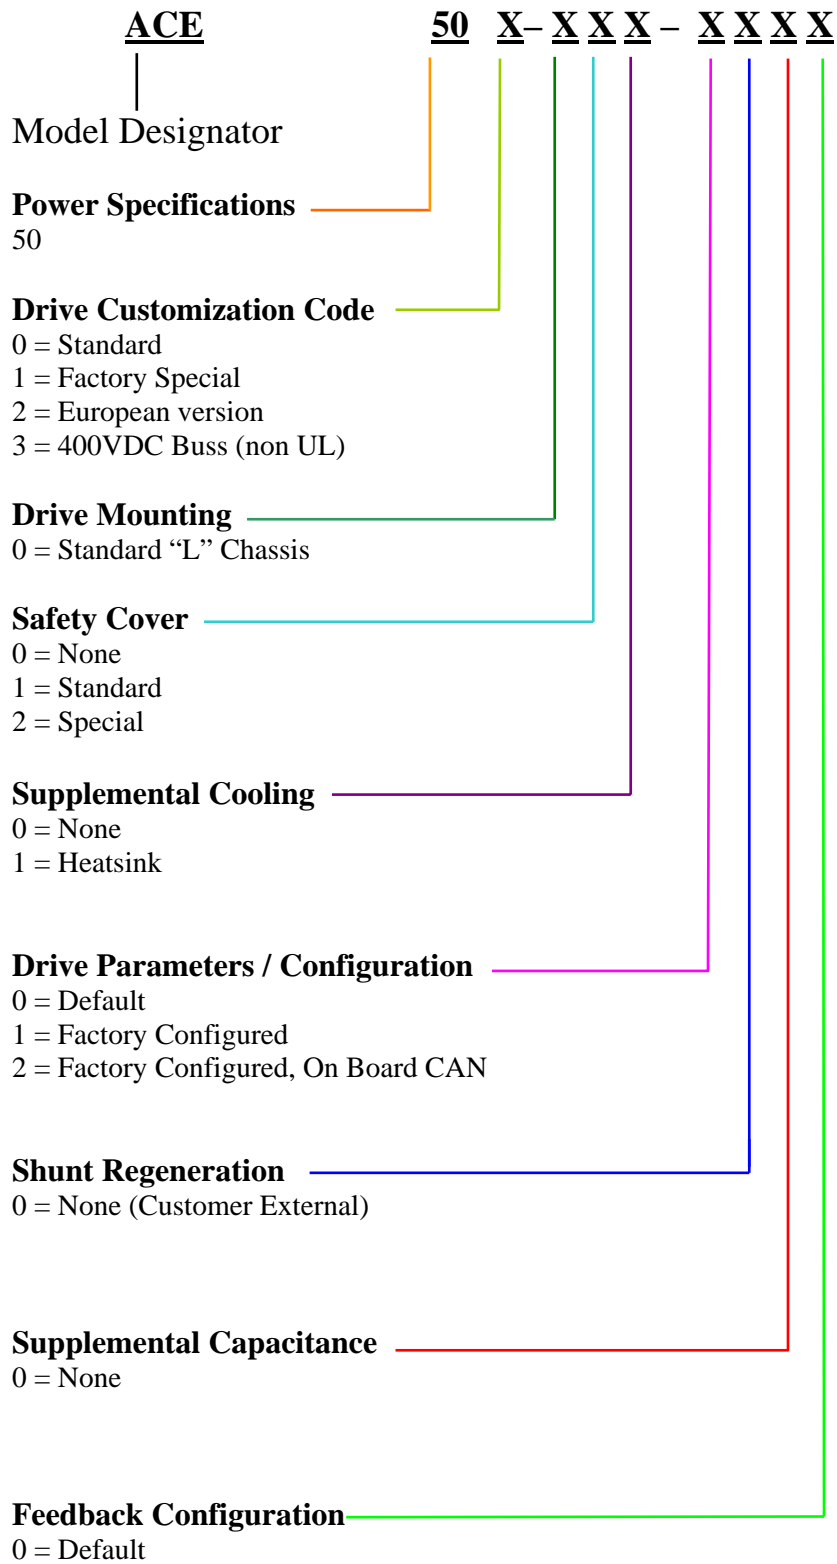 ACE 50 X– X X X – X X X X
Model Designator
Power Specifications
50
Drive Customization Code
0 = Standard
1 = Factory Special
2 = European version
3 = 400VDC Buss (non UL)
Drive Mounting
0 = Standard “L” Chassis
Safety Cover
0 = None
1 = Standard
2 = Special
Supplemental Cooling
0 = None
1 = Heatsink
Drive Parameters / Configuration
0 = Default
1 = Factory Configured
2 = Factory Configured, On Board CAN
Shunt Regeneration
0 = None (Customer External)
Supplemental Capacitance
0 = None
Feedback Configuration
0 = Default